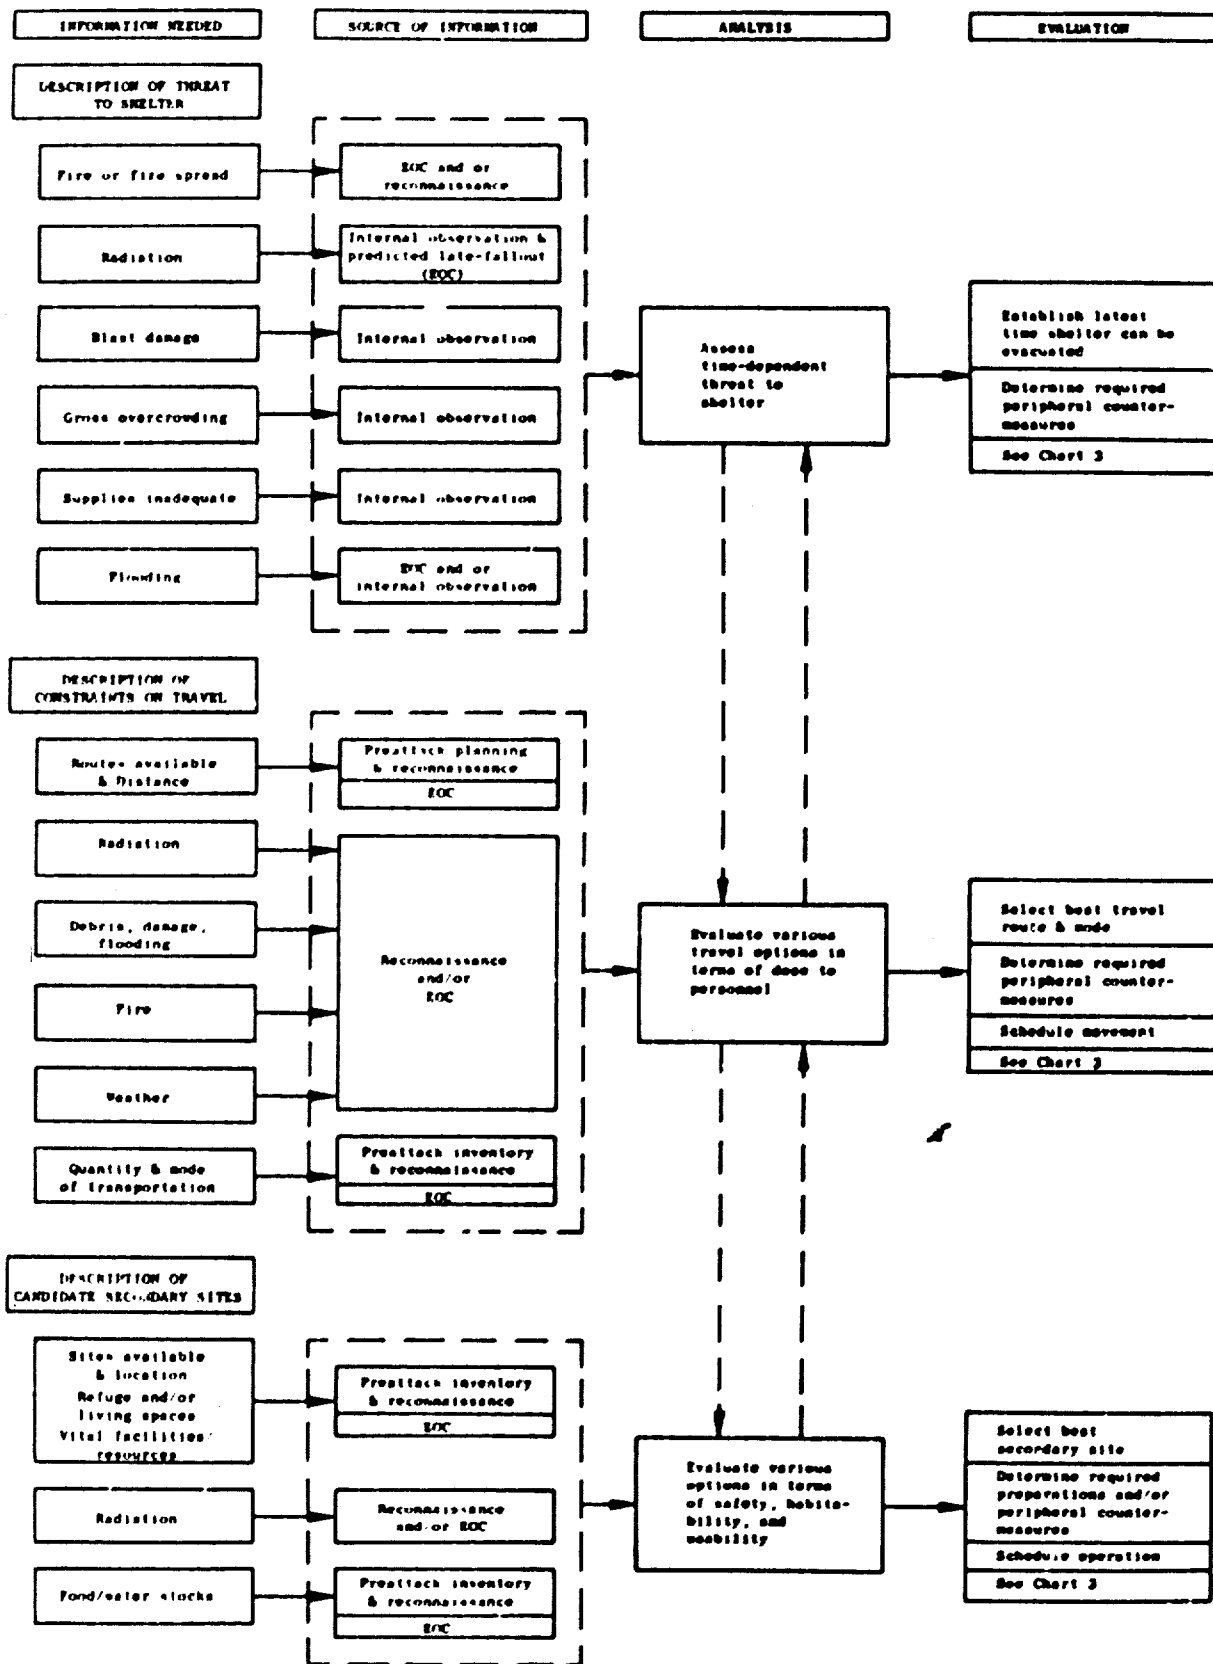 INFORMATION NEEDED
SOURCE OF INFORMATION
ANALYSIS
EVALUATION
DESCRIPTION OF THREAT
TO SHELTER
Fire or fire spread
EOC and or
reconnaissance
Radiation
Internal observation &
predicted late-fallout
(EOC)
Blast damage
Internal observation
Gross overcrowding
Internal observation
Supplies inadequate
Internal observation
Flooding
EOC and or
internal observation
Assess
time-dependent
threat to
shelter
Establish latest
time shelter can be
evacuated
Determine required
peripheral counter-
measures
See Chart 3
DESCRIPTION OF
CONSTRAINTS ON TRAVEL
Routes available
& Distance
Preattack planning
& reconnaissance
EOC
Radiation
Debris, damage,
flooding
Fire
Weather
Reconnaissance
and/or
EOC
Quantity & mode
of transportation
Preattack inventory
& reconnaissance
EOC
Evaluate various
travel options in
terms of dose to
personnel
Select best travel
route & mode
Determine required
peripheral counter-
measures
Schedule movement
See Chart 3
DESCRIPTION OF
CANDIDATE SECONDARY SITES
Sites available
& location
Refuge and/or
living spaces
Vital facilities/
resources
Preattack inventory
& reconnaissance
EOC
Radiation
Reconnaissance
and/or EOC
Food/water stocks
Preattack inventory
& reconnaissance
EOC
Evaluate various
options in terms
of safety, habita-
bility, and
usability
Select best
secondary site
Determine required
preparations and/or
peripheral counter-
measures
Schedule operation
See Chart 3